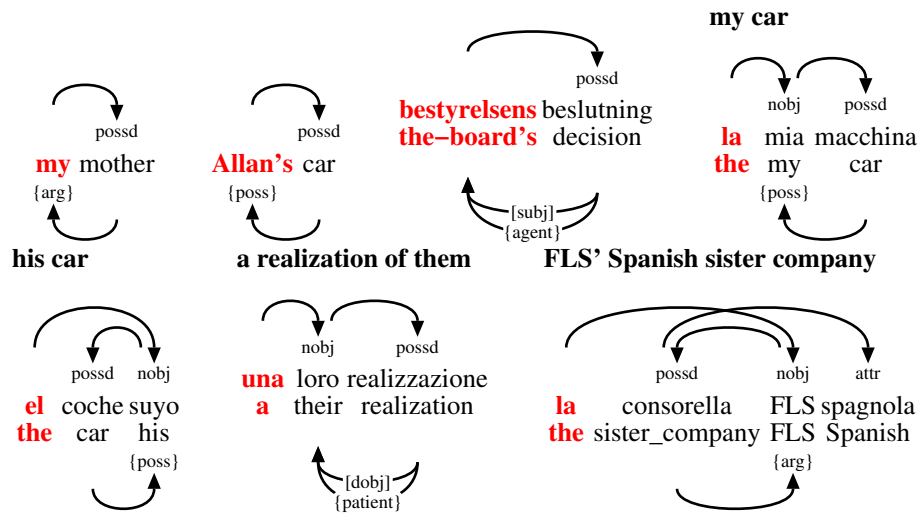 my car
possd
my mother
{arg}
possd
Allan's car
{poss}
possd
bestyrelsens beslutning
the–board's decision
[subj]
{agent}
nobj possd
la mia macchina
the my car
{poss}
his car
a realization of them
FLS' Spanish sister company
possd nobj
el coche suyo
the car his
{poss}
nobj possd
una loro realizzazione
a their realization
[dobj]
{patient}
possd nobj attr
la consorella FLS spagnola
the sister_company FLS Spanish
{arg}